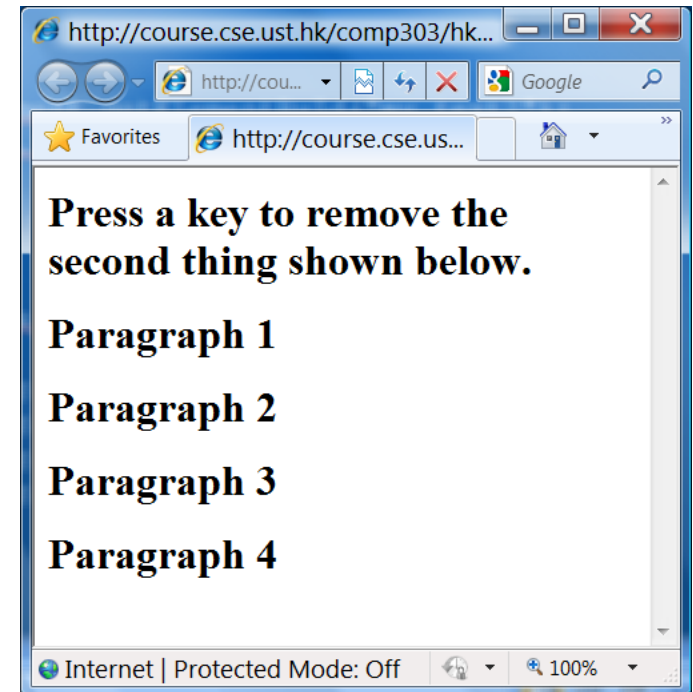 http://course.cse.ust.hk/comp303/hk...
http://cou...
Google
Favorites
http://course.cse.us...
Press a key to remove the
second thing shown below.
Paragraph 1
Paragraph 2
Paragraph 3
Paragraph 4
Internet | Protected Mode: Off
100%